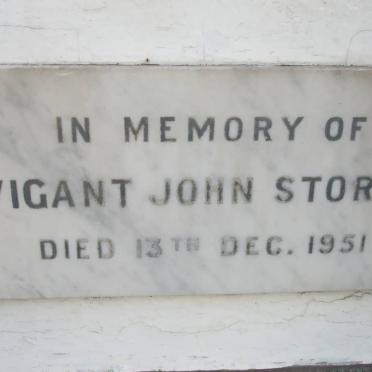 IN MEMORY OF
VIGANT JOHN STOR
DIED 13TH DEC. 1951